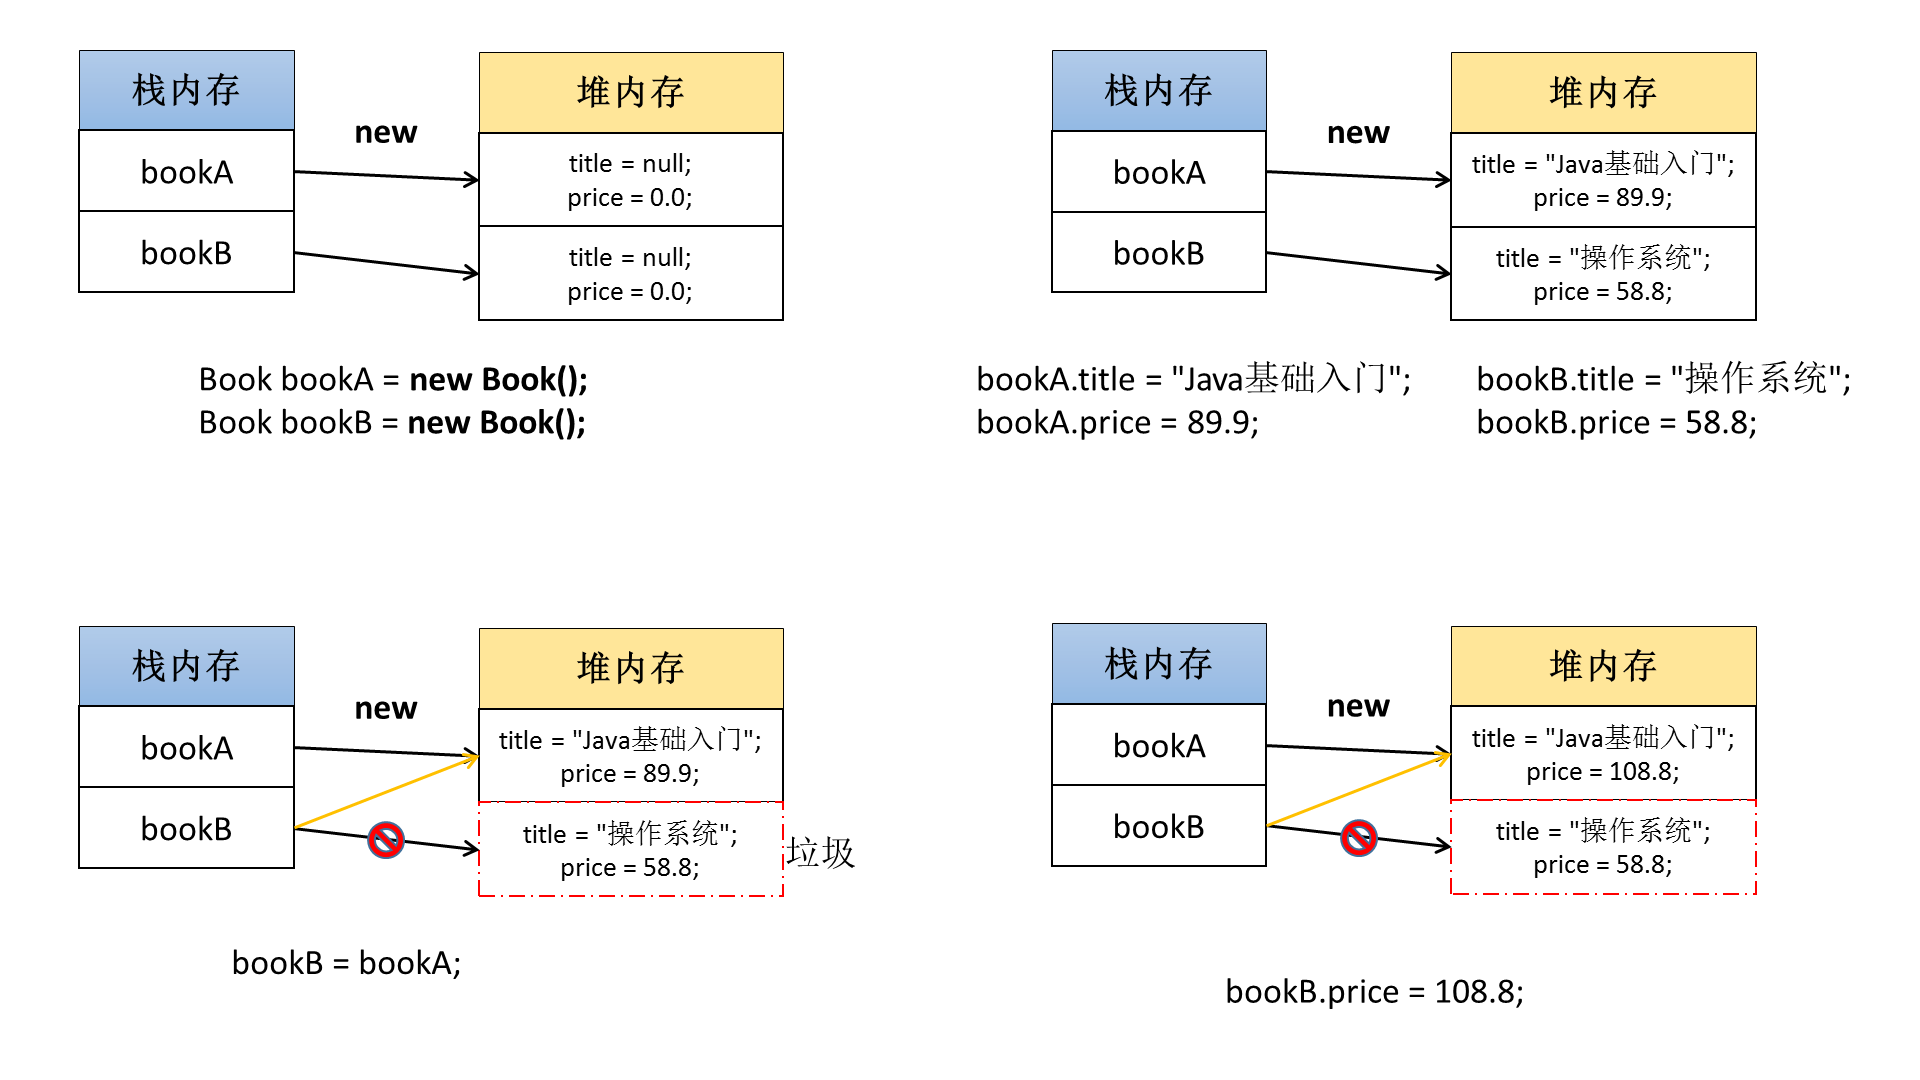 栈内存
堆内存
new
bookA
title = null;
price = 0.0;
bookB
title = null;
price = 0.0;
Book bookA = new Book();
Book bookB = new Book();
栈内存
堆内存
new
bookA
title = "Java基础入门";
price = 89.9;
bookB
title = "操作系统";
price = 58.8;
bookA.title = "Java基础入门";
bookA.price = 89.9;
bookB.title = "操作系统";
bookB.price = 58.8;
栈内存
堆内存
new
bookA
title = "Java基础入门";
price = 89.9;
bookB
title = "操作系统";
price = 58.8;
垃圾
bookB = bookA;
栈内存
堆内存
new
bookA
title = "Java基础入门";
price = 108.8;
bookB
title = "操作系统";
price = 58.8;
bookB.price = 108.8;